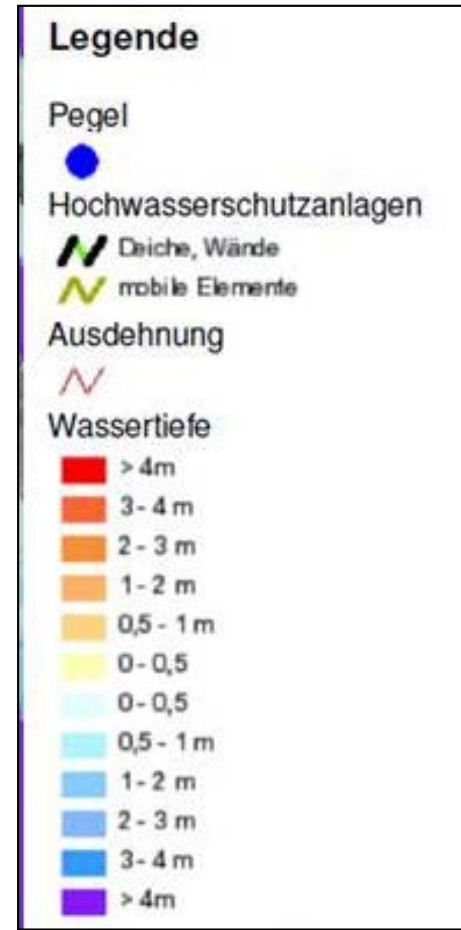 Legende
Pegel
Hochwasserschutzanlagen
Deiche, Wände
mobile Elemente
Ausdehnung
Wassertiefe
> 4m
3 - 4 m
2 - 3 m
1 - 2 m
0,5 - 1 m
0 - 0,5
0 - 0,5
0,5 - 1 m
1 - 2 m
2 - 3 m
3 - 4 m
> 4m